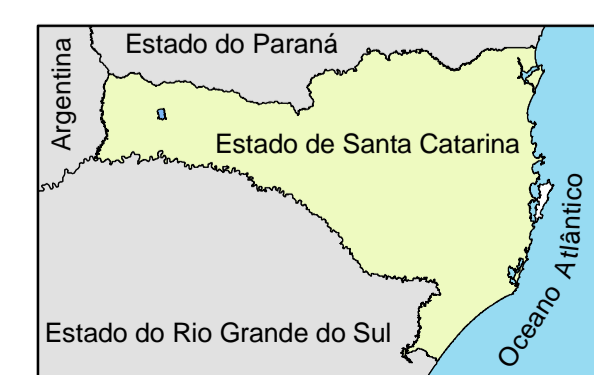 Estado do Paraná
Argentina
Estado de Santa Catarina
Oceano Atlântico
Estado do Rio Grande do Sul